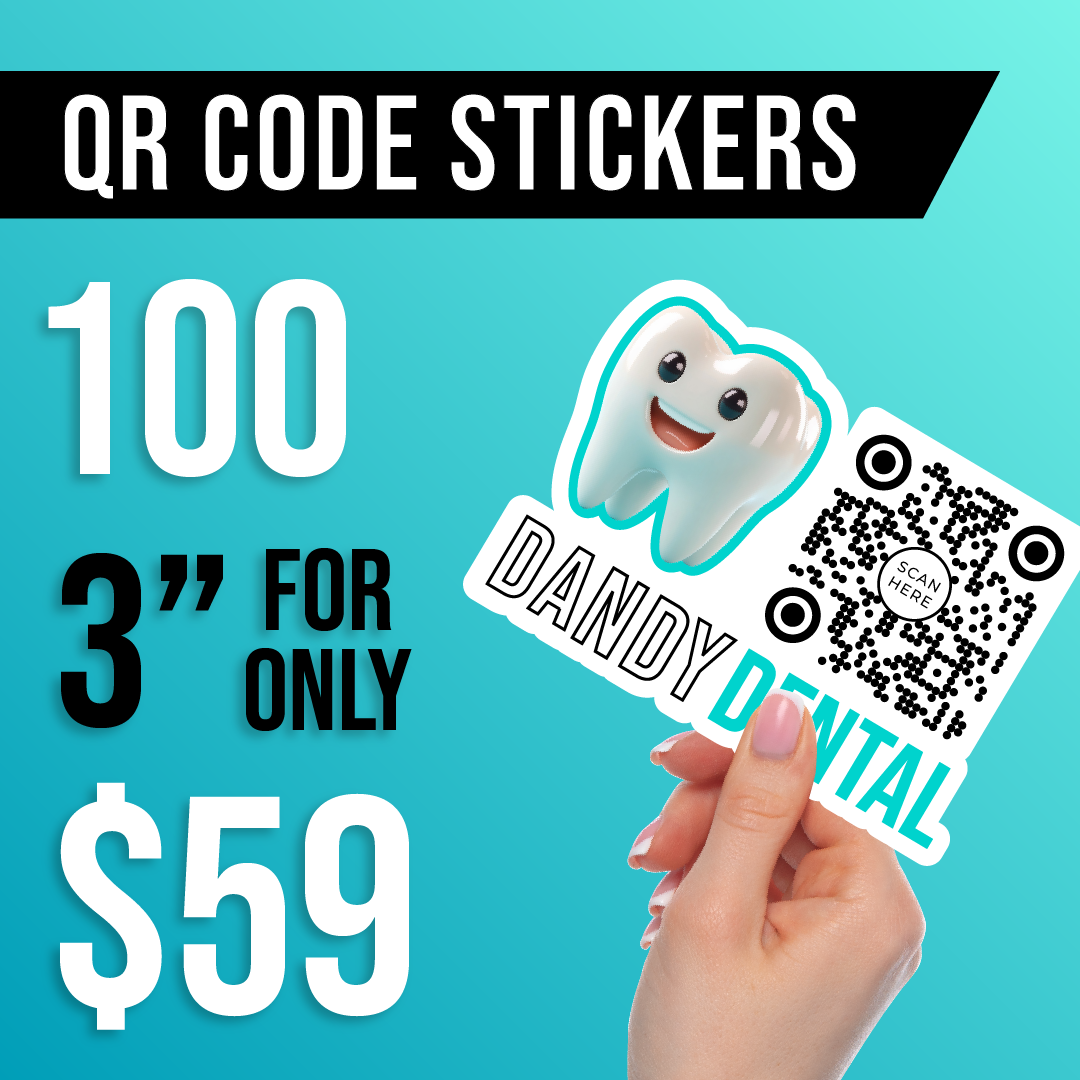 QR CODE STICKERS
100
3” FOR
ONLY
$59
SCAN
HERE
DANDY DENTAL